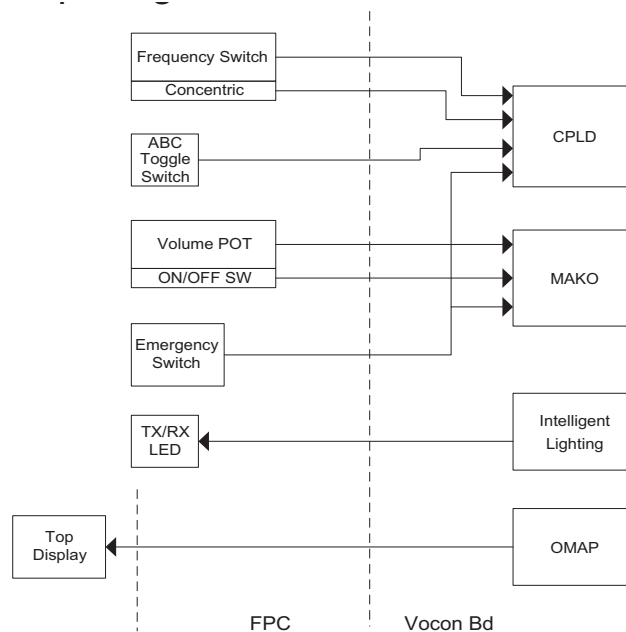 Frequency Switch
Concentric
CPLD
ABC
Toggle
Switch
Volume POT
ON/OFF SW
MAKO
Emergency
Switch
TX/RX
LED
Intelligent
Lighting
Top
Display
OMAP
FPC
Vocon Bd